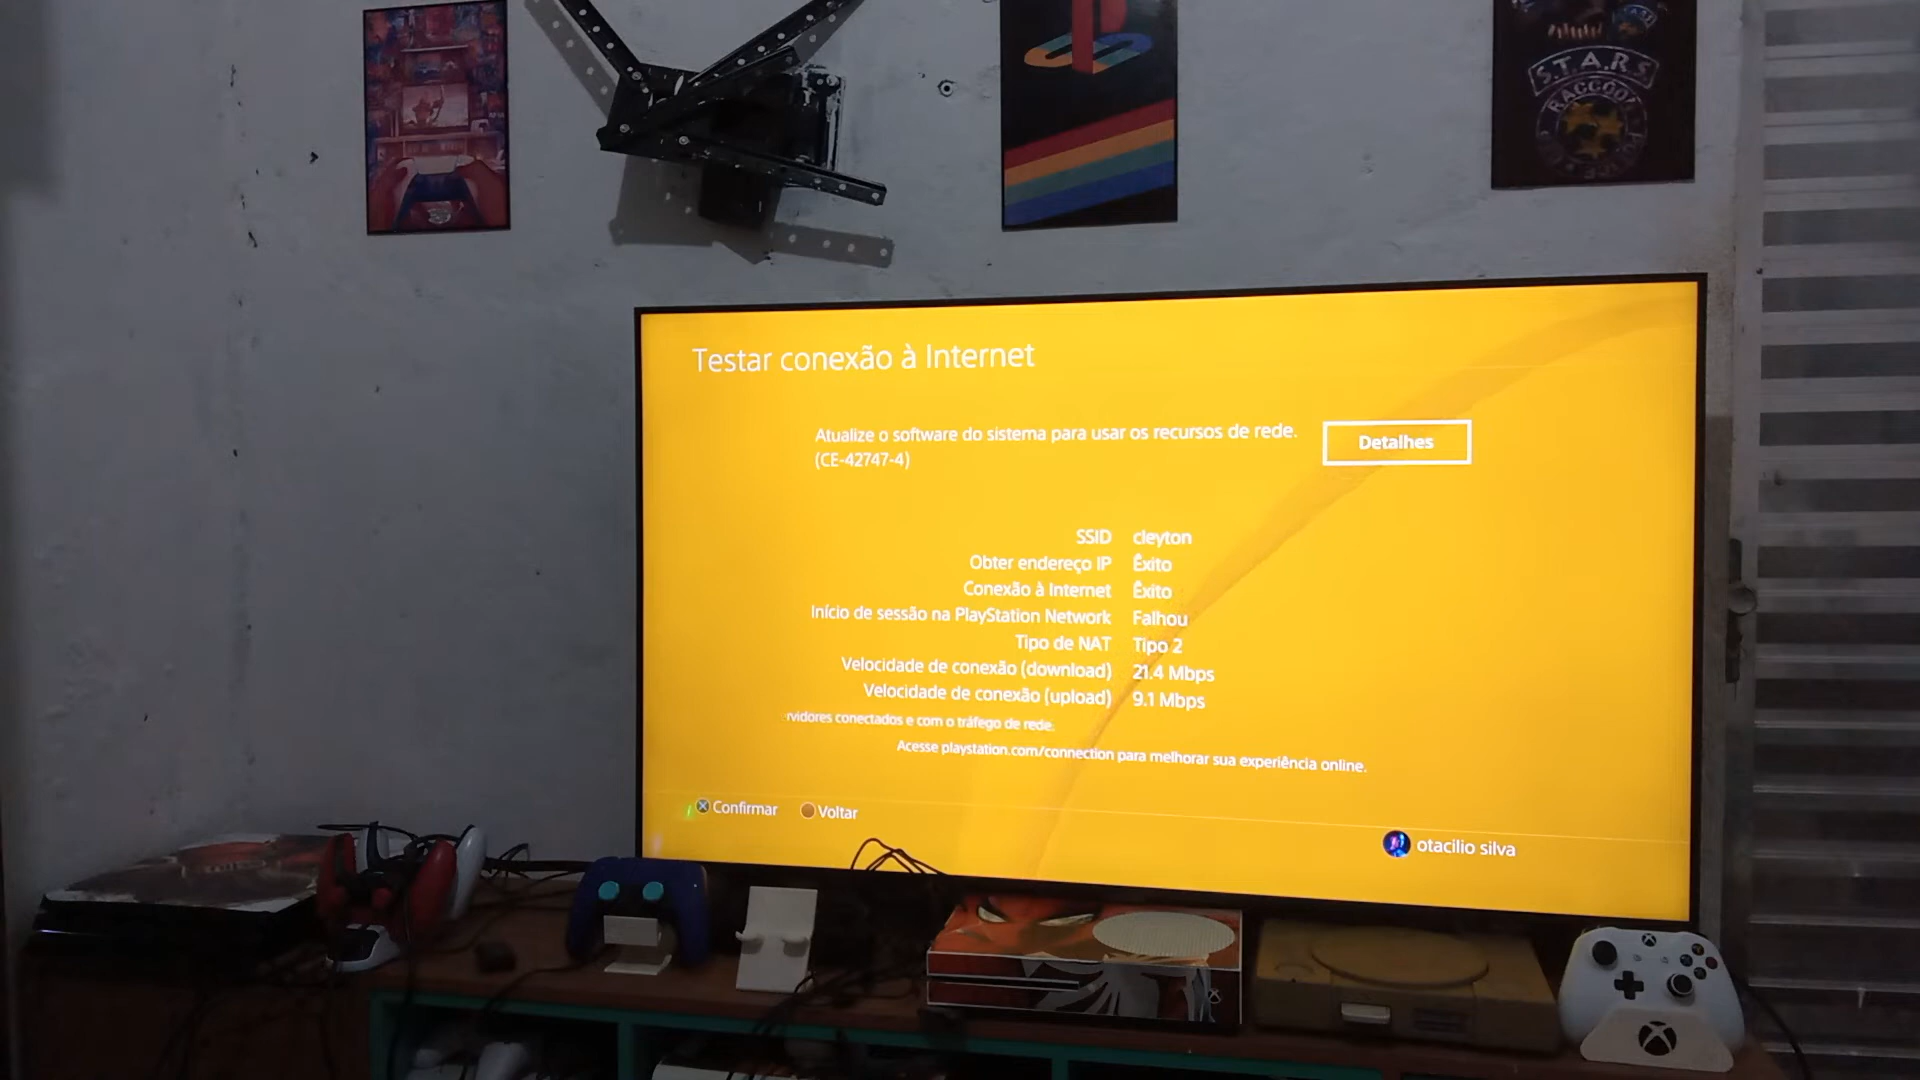 S.T.A.R.S.
RACCOON
Testar conexão à Internet
Atualize o software do sistema para usar os recursos de rede.
(CE-42747-4)
Detalhes
SSID cleyton
Obter endereço IP Êxito
Conexão à Internet Êxito
Início de sessão na PlayStation Network Falhou
Tipo de NAT Tipo 2
Velocidade de conexão (download) 21.4 Mbps
Velocidade de conexão (upload) 9.1 Mbps
rvidores conectados e com o tráfego de rede.
Acesse playstation.com/connection para melhorar sua experiência online.
Confirmar
Voltar
otacilio silva